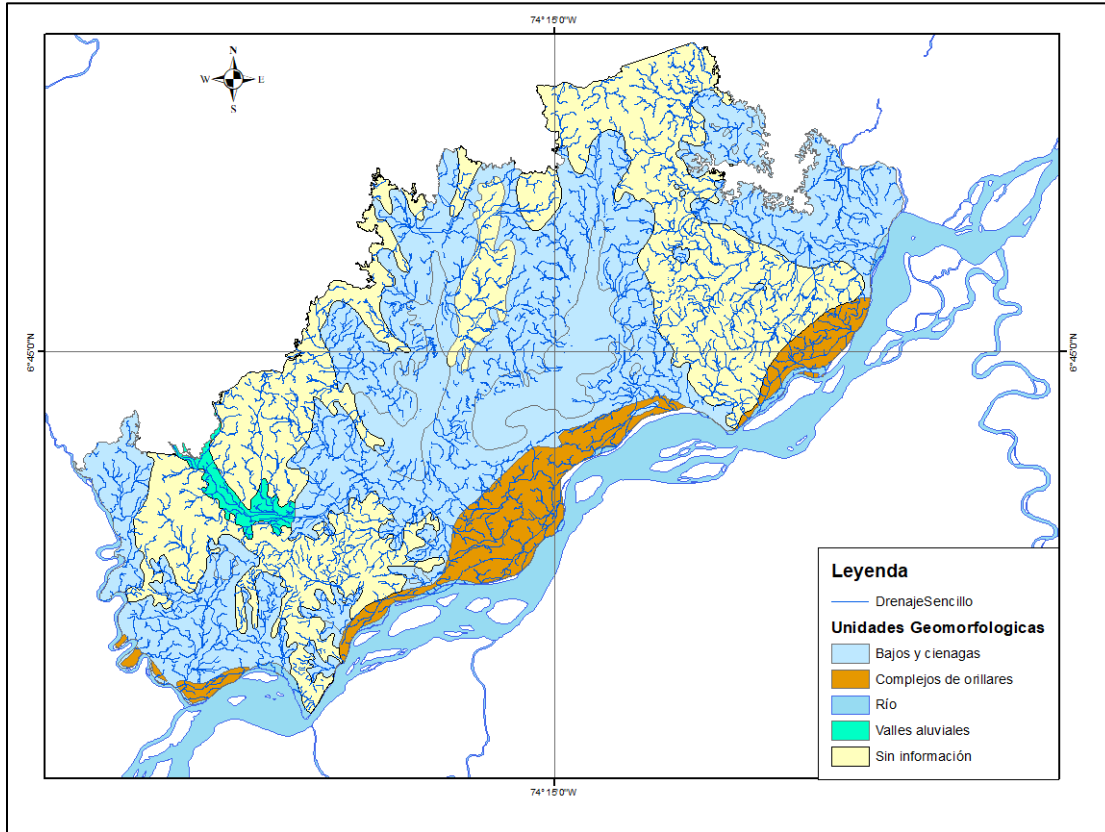 74°15'0"W
N
W E
S
6°45'0"N
6°45'0"N
Leyenda
DrenajeSencillo
Unidades Geomorfologicas
Bajos y cienagas
Complejos de orillares
Río
Valles aluviales
Sin información
74°15'0"W